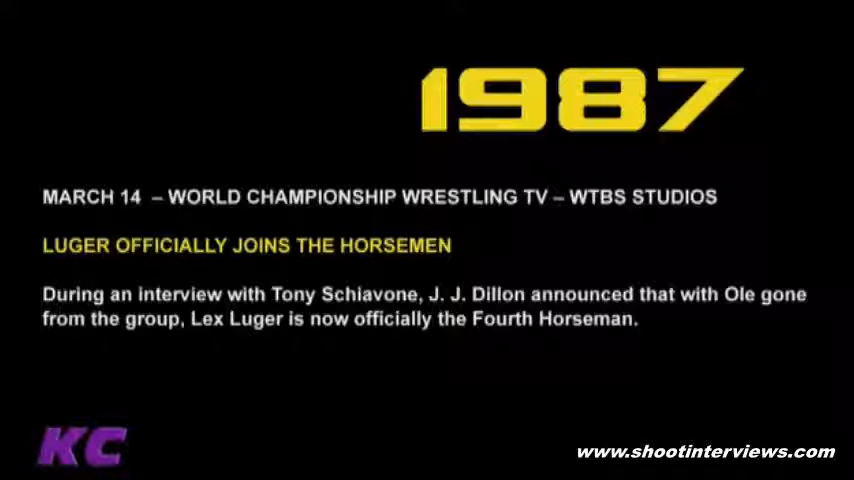 1987
MARCH 14 – WORLD CHAMPIONSHIP WRESTLING TV – WTBS STUDIOS
LUGER OFFICIALLY JOINS THE HORSEMEN
During an interview with Tony Schiavone, J. J. Dillon announced that with Ole gone
from the group, Lex Luger is now officially the Fourth Horseman.
KC
www.shootinterviews.com